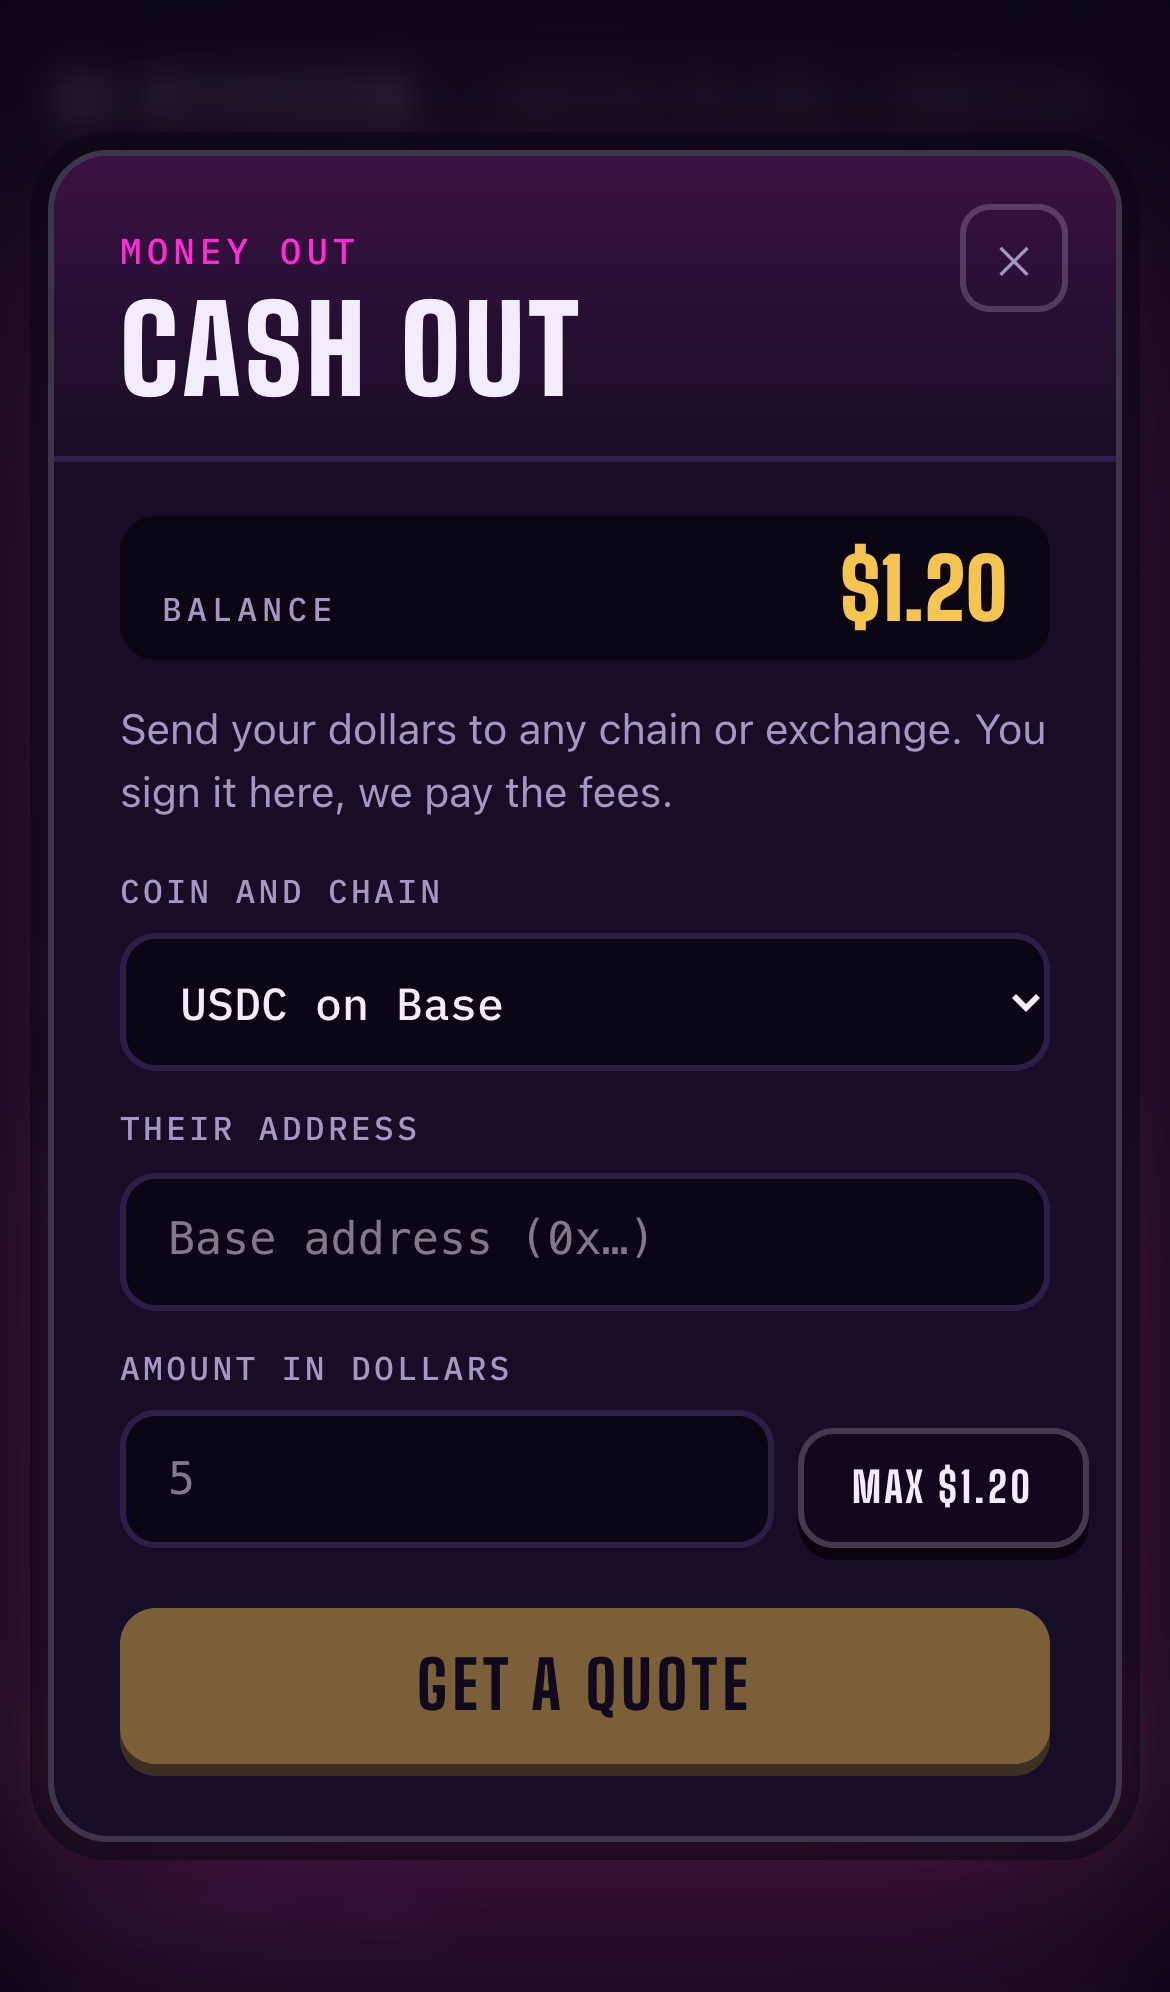 MONEY OUT
CASH OUT
BALANCE $1.20
Send your dollars to any chain or exchange. You
sign it here, we pay the fees.
COIN AND CHAIN
USDC on Base
THEIR ADDRESS
Base address (0x…)
AMOUNT IN DOLLARS
5
MAX $1.20
GET A QUOTE